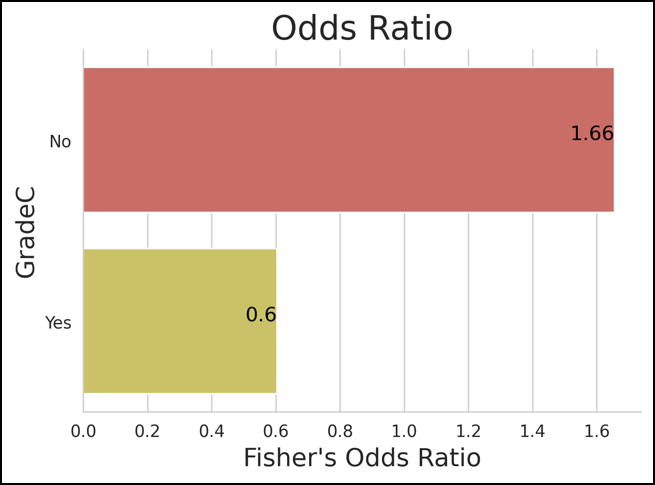 Odds Ratio
GradeC
No
1.66
Yes
0.6
0.0 0.2 0.4 0.6 0.8 1.0 1.2 1.4 1.6
Fisher's Odds Ratio